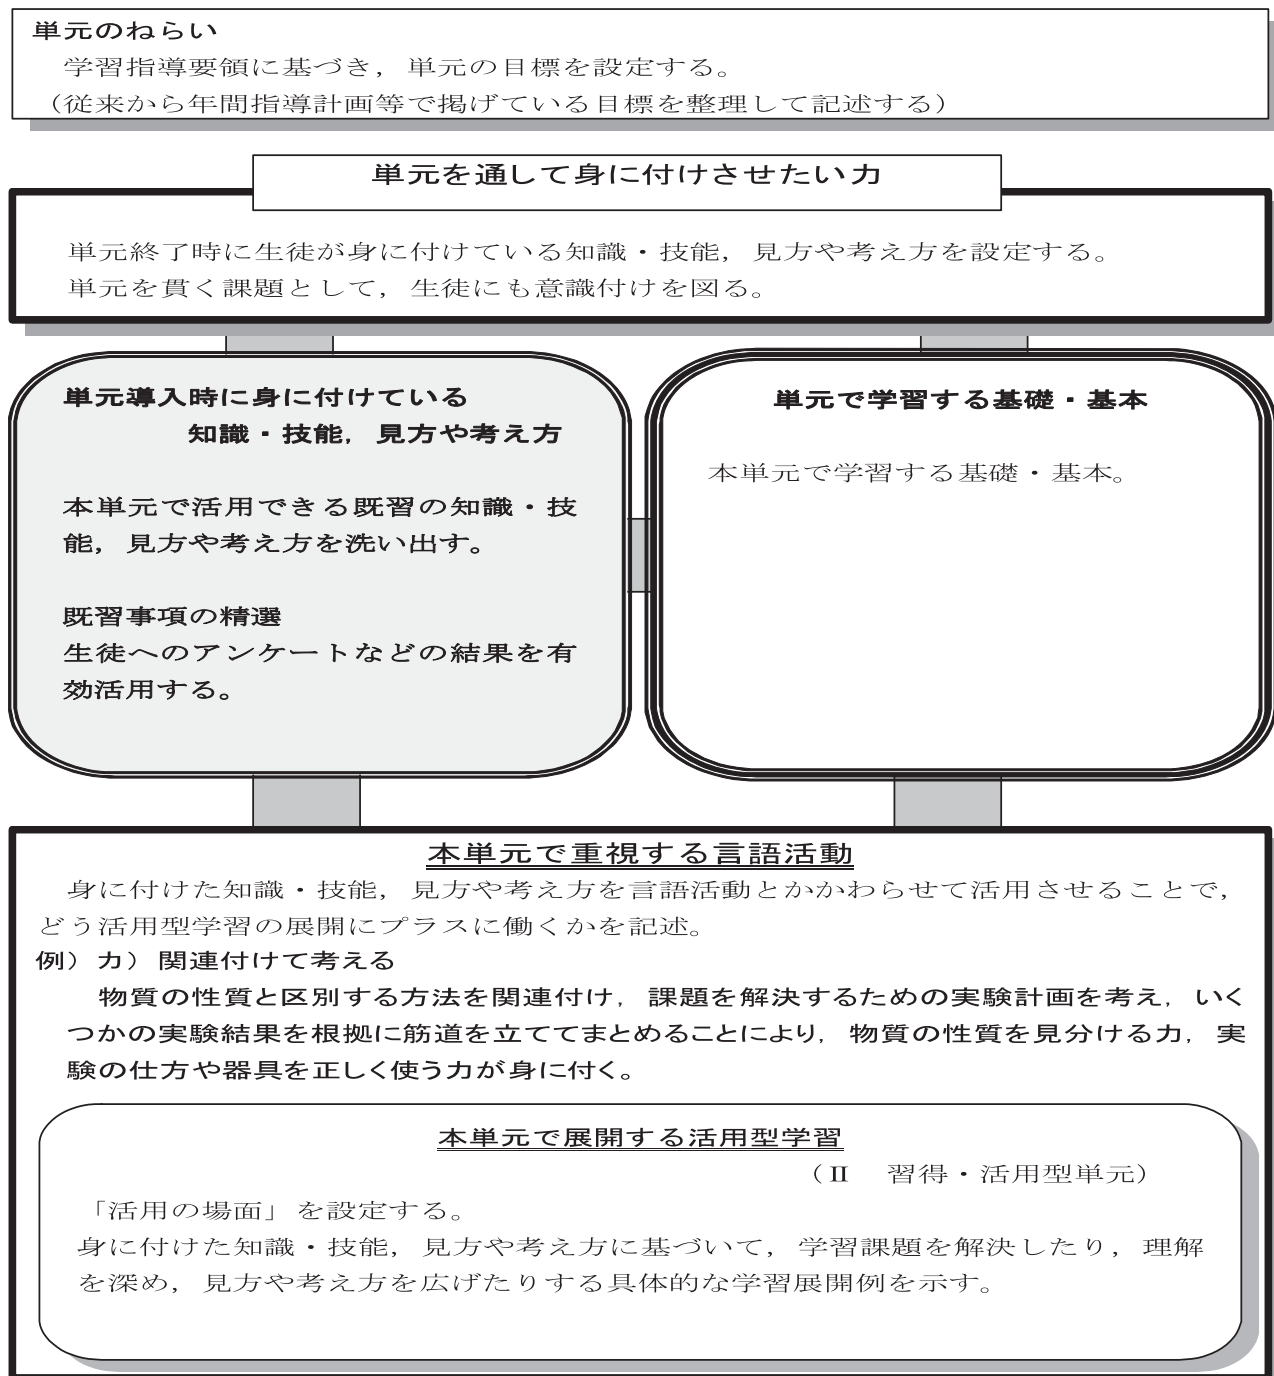 単元のねらい
学習指導要領に基づき，単元の目標を設定する。
（従来から年間指導計画等で掲げている目標を整理して記述する）
単元を通して身に付けさせたい力
単元終了時に生徒が身に付けている知識・技能，見方や考え方を設定する。
単元を貫く課題として，生徒にも意識付けを図る。
単元導入時に身に付けている
知識・技能，見方や考え方
本単元で活用できる既習の知識・技
能，見方や考え方を洗い出す。
既習事項の精選
生徒へのアンケートなどの結果を有
効活用する。
単元で学習する基礎・基本
本単元で学習する基礎・基本。
本単元で重視する言語活動
身に付けた知識・技能，見方や考え方を言語活動とかかわらせて活用させることで，
どう活用型学習の展開にプラスに働くかを記述。
例）カ）関連付けて考える
物質の性質と区別する方法を関連付け，課題を解決するための実験計画を考え，いく
つかの実験結果を根拠に筋道を立ててまとめることにより，物質の性質を見分ける力，実
験の仕方や器具を正しく使う力が身に付く。
本単元で展開する活用型学習
（Ⅱ　習得・活用型単元）
「活用の場面」を設定する。
身に付けた知識・技能，見方や考え方に基づいて，学習課題を解決したり，理解
を深め，見方や考え方を広げたりする具体的な学習展開例を示す。